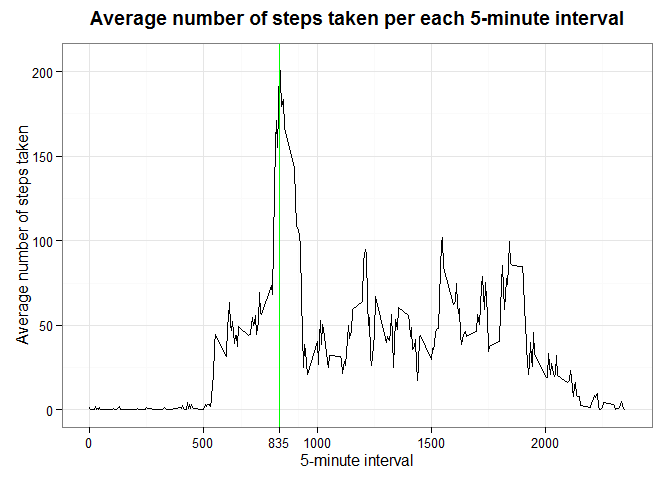 Average number of steps taken per each 5-minute interval
Average number of steps taken
200
150
100
50
0
0 500 835 1000 1500 2000
5-minute interval